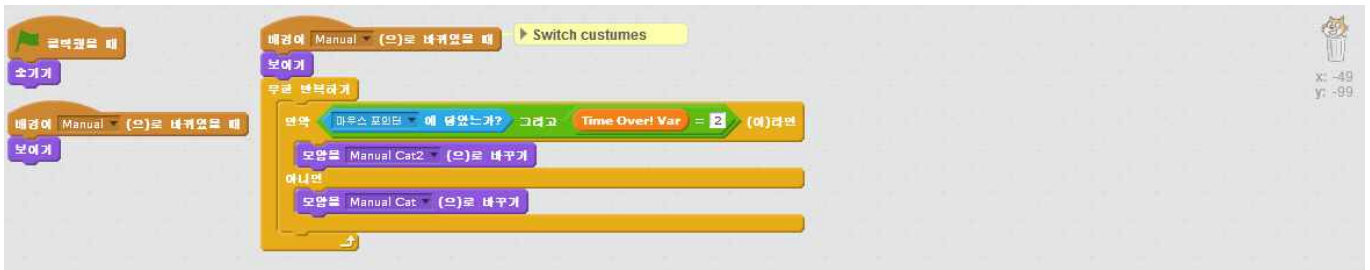 클릭했을 때
숨기기
배경이 Manual (으)로 바뀌었을 때
보이기
배경이 Manual (으)로 바뀌었을 때
Switch custumes
보이기
무한 반복하기
만약 마우스 포인터 에 닿았는가? 그리고 Time Over! Var = 2 (이)라면
모양을 Manual Cat2 (으)로 바꾸기
아니면
모양을 Manual Cat (으)로 바꾸기
x: -49
y: -99